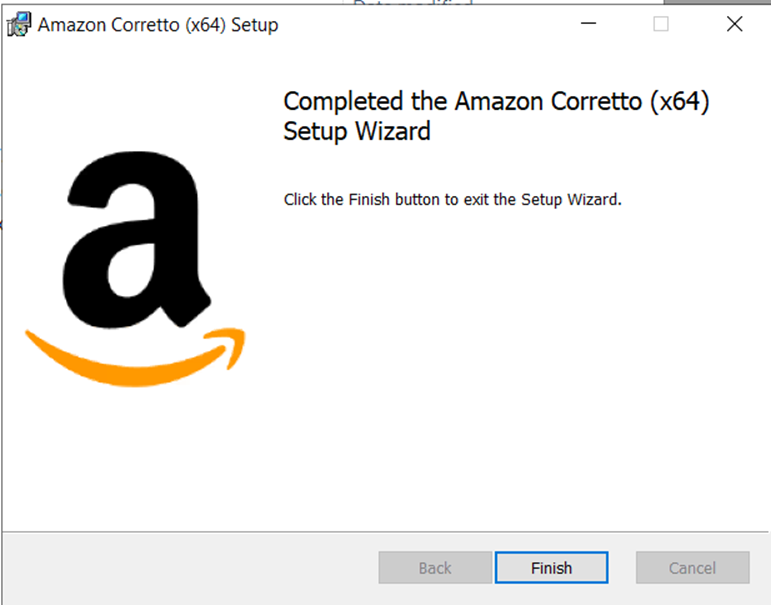 Amazon Corretto (x64) Setup
Completed the Amazon Corretto (x64)
Setup Wizard
Click the Finish button to exit the Setup Wizard.
a
Back
Finish
Cancel